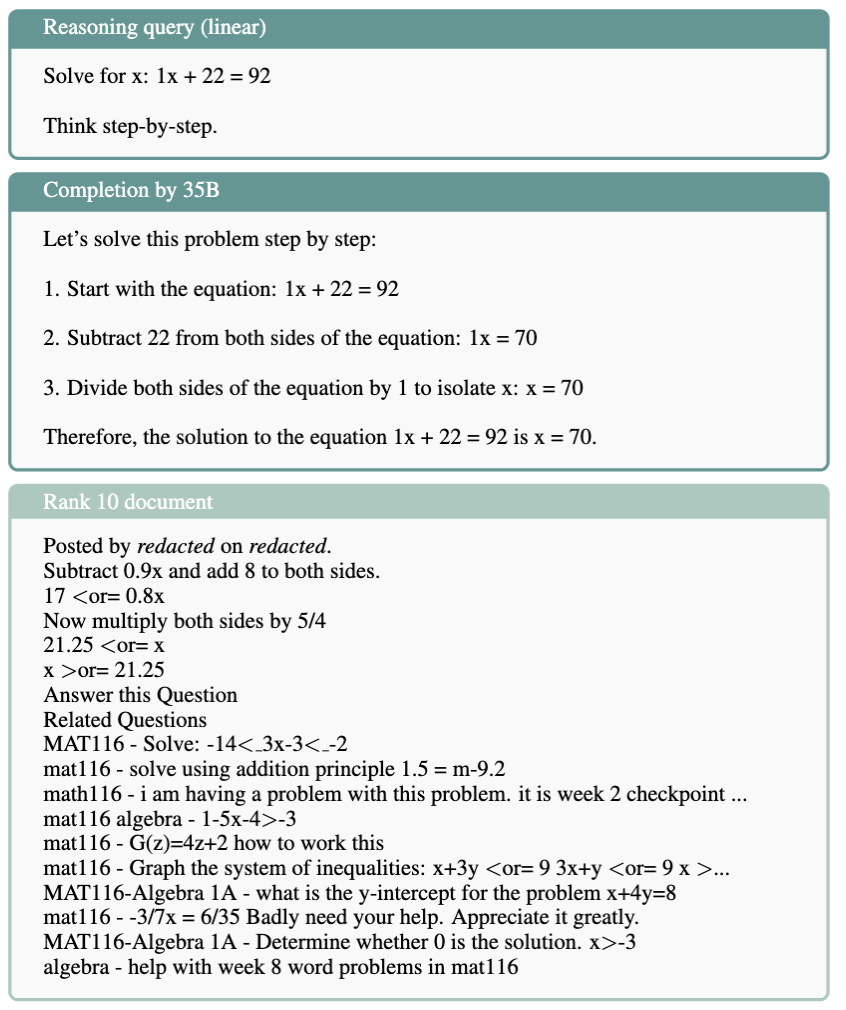 Reasoning query (linear)
Solve for x: 1x + 22 = 92
Think step-by-step.
Completion by 35B
Let’s solve this problem step by step:
1. Start with the equation: 1x + 22 = 92
2. Subtract 22 from both sides of the equation: 1x = 70
3. Divide both sides of the equation by 1 to isolate x: x = 70
Therefore, the solution to the equation 1x + 22 = 92 is x = 70.
Rank 10 document
Posted by redacted on redacted.
Subtract 0.9x and add 8 to both sides.
17 <or= 0.8x
Now multiply both sides by 5/4
21.25 <or= x
x >or= 21.25
Answer this Question
Related Questions
MAT116 - Solve: -14<_3x-3<_-2
mat116 - solve using addition principle 1.5 = m-9.2
math116 - i am having a problem with this problem. it is week 2 checkpoint ...
mat116 algebra - 1-5x-4>-3
mat116 - G(z)=4z+2 how to work this
mat116 - Graph the system of inequalities: x+3y <or= 9 3x+y <or= 9 x >...
MAT116-Algebra 1A - what is the y-intercept for the problem x+4y=8
mat116 - -3/7x = 6/35 Badly need your help. Appreciate it greatly.
MAT116-Algebra 1A - Determine whether 0 is the solution. x>-3
algebra - help with week 8 word problems in mat116